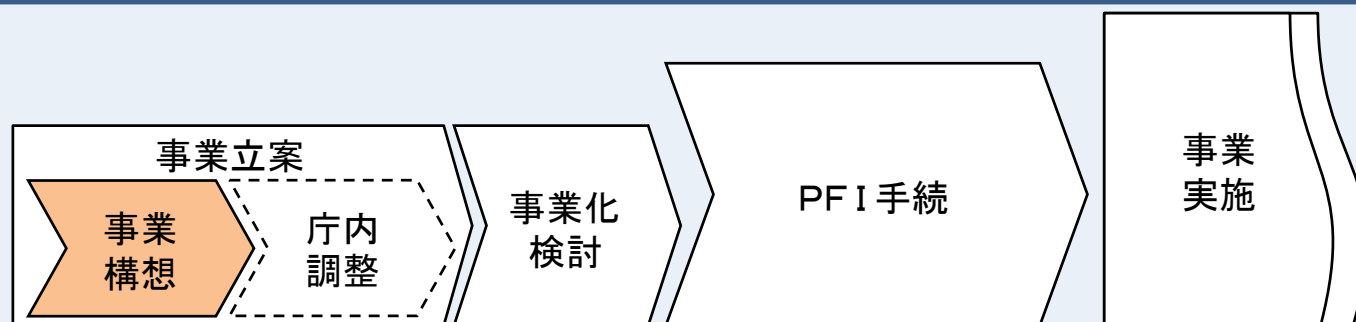 事業立案
事業
構想
庁内
調整
事業化
検討
PFI手続
事業
実施